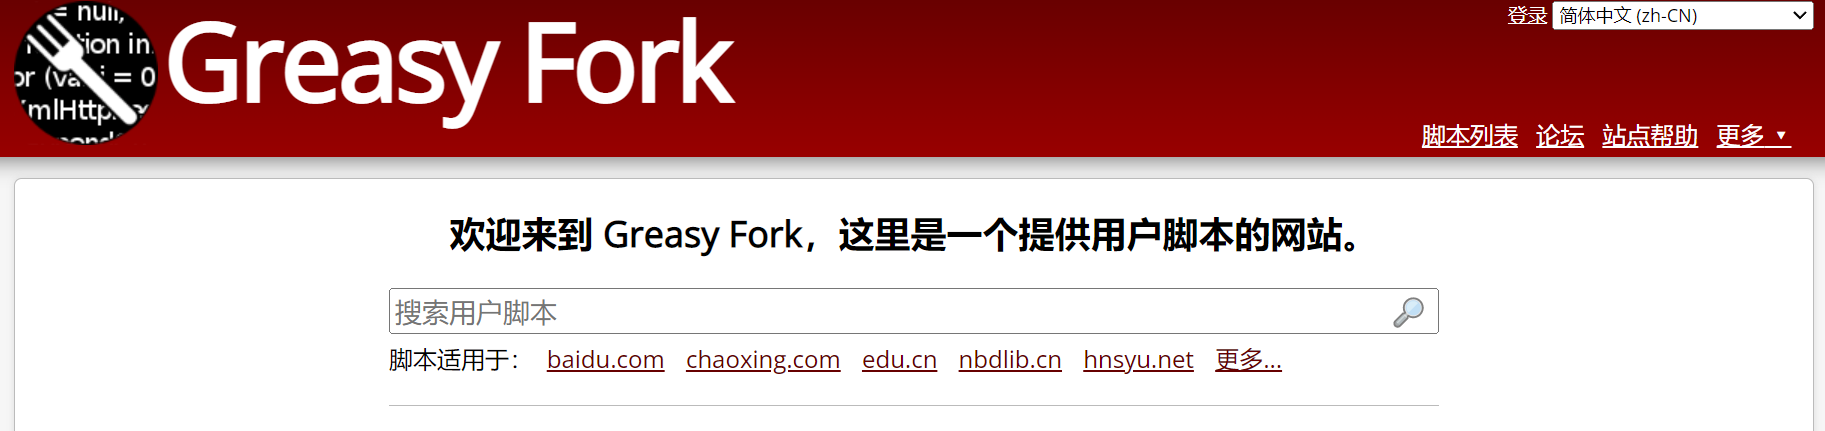 = null,
tion in
or (va i = 0
mlHttp
Greasy Fork
登录 简体中文 (zh-CN)
脚本列表 论坛 站点帮助 更多 ▼
欢迎来到 Greasy Fork，这里是一个提供用户脚本的网站。
搜索用户脚本
脚本适用于： baidu.com chaoxing.com edu.cn nbdlib.cn hnsyu.net 更多...